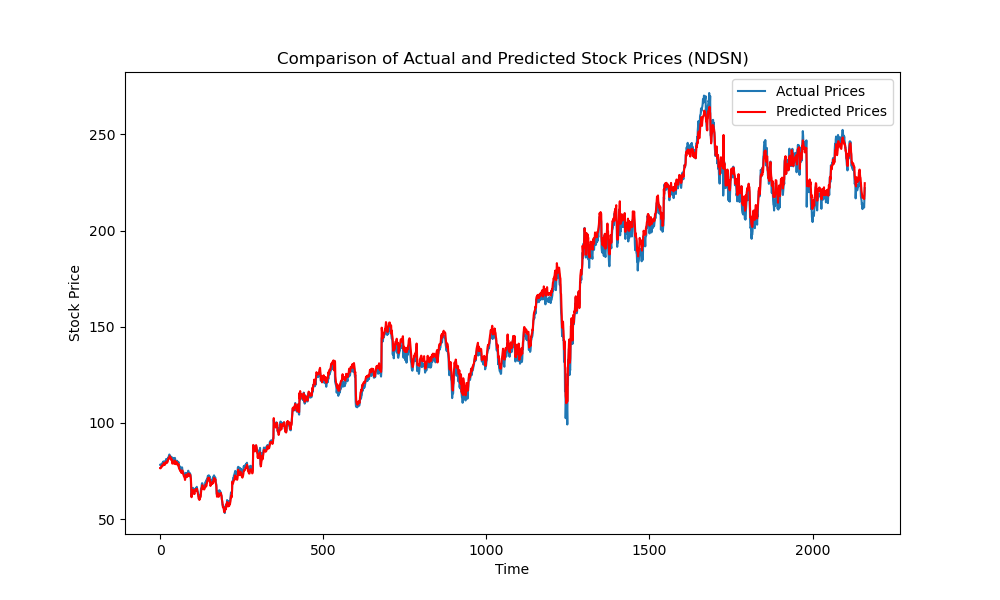 Comparison of Actual and Predicted Stock Prices (NDSN)
Actual Prices
Predicted Prices
250
200
150
100
50
Stock Price
0 500 1000 1500 2000
Time